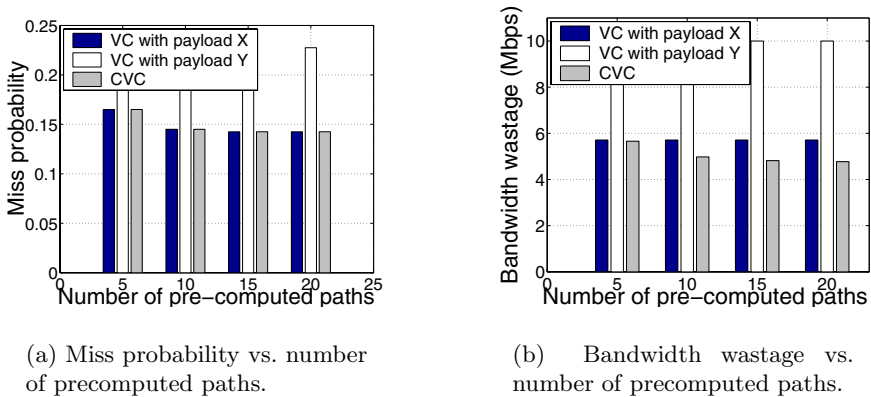 0.25
0.2
0.15
0.1
0.05
0
Miss probability
VC with payload X
VC with payload Y
CVC
0 5 10 15 20 25
Number of pre-computed paths
10
8
6
4
2
0
Bandwidth wastage (Mbps)
VC with payload X
VC with payload Y
CVC
0 5 10 15 20
Number of pre-computed paths
(a) Miss probability vs. number
of precomputed paths.
(b) Bandwidth wastage vs.
number of precomputed paths.